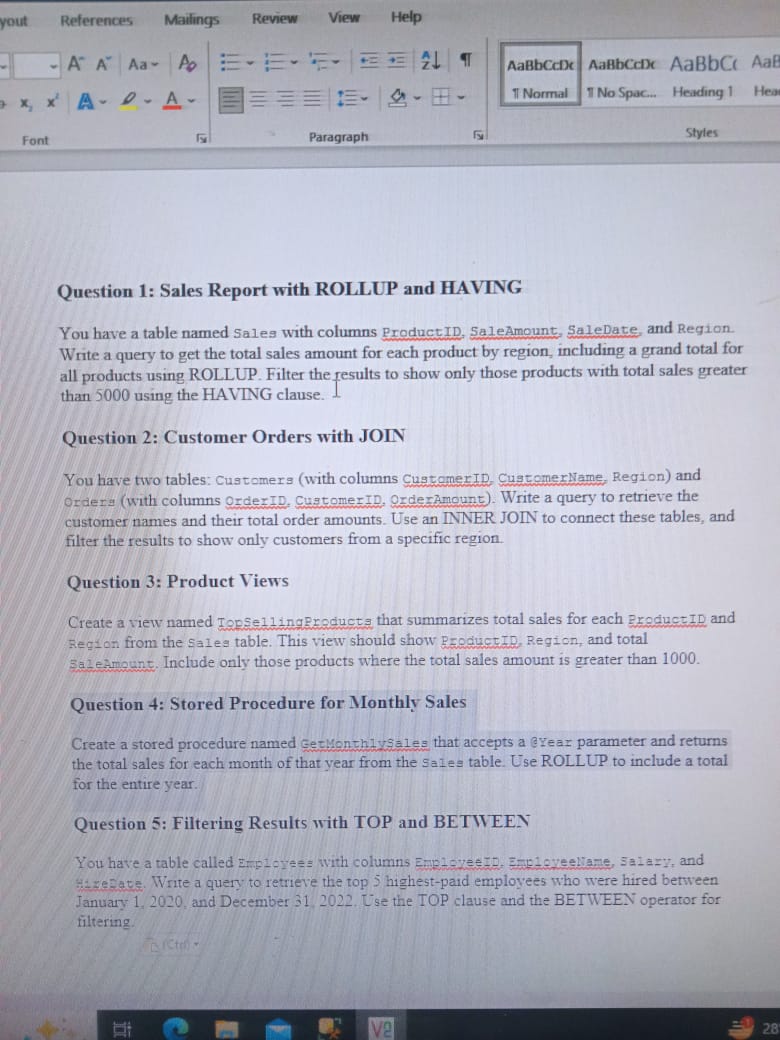 yout References Mailings Review View Help
A^ A˅ Aa A
x, x² A A
AaBbCcDc AaBbCcDc AaBbC( AaB
¶ Normal ¶ No Spac... Heading 1 Hea
Font Paragraph Styles
Question 1: Sales Report with ROLLUP and HAVING
You have a table named Sales with columns ProductID, SaleAmount, SaleDate, and Region.
Write a query to get the total sales amount for each product by region, including a grand total for
all products using ROLLUP. Filter the results to show only those products with total sales greater
than 5000 using the HAVING clause.
Question 2: Customer Orders with JOIN
You have two tables: Customers (with columns CustomerID, CustomerName, Region) and
Orders (with columns OrderID, CustomerID, OrderAmount). Write a query to retrieve the
customer names and their total order amounts. Use an INNER JOIN to connect these tables, and
filter the results to show only customers from a specific region.
Question 3: Product Views
Create a view named TopSellingProducts that summarizes total sales for each ProductID and
Region from the Sales table. This view should show ProductID, Region, and total
SaleAmount. Include only those products where the total sales amount is greater than 1000.
Question 4: Stored Procedure for Monthly Sales
Create a stored procedure named GetMonthlySales that accepts a @Year parameter and returns
the total sales for each month of that year from the Sales table. Use ROLLUP to include a total
for the entire year.
Question 5: Filtering Results with TOP and BETWEEN
You have a table called Employees with columns EmployeeID, EmployeeName, Salary, and
HireDate. Write a query to retrieve the top 5 highest-paid employees who were hired between
January 1, 2020, and December 31, 2022. Use the TOP clause and the BETWEEN operator for
filtering.
(Ctrl)
28